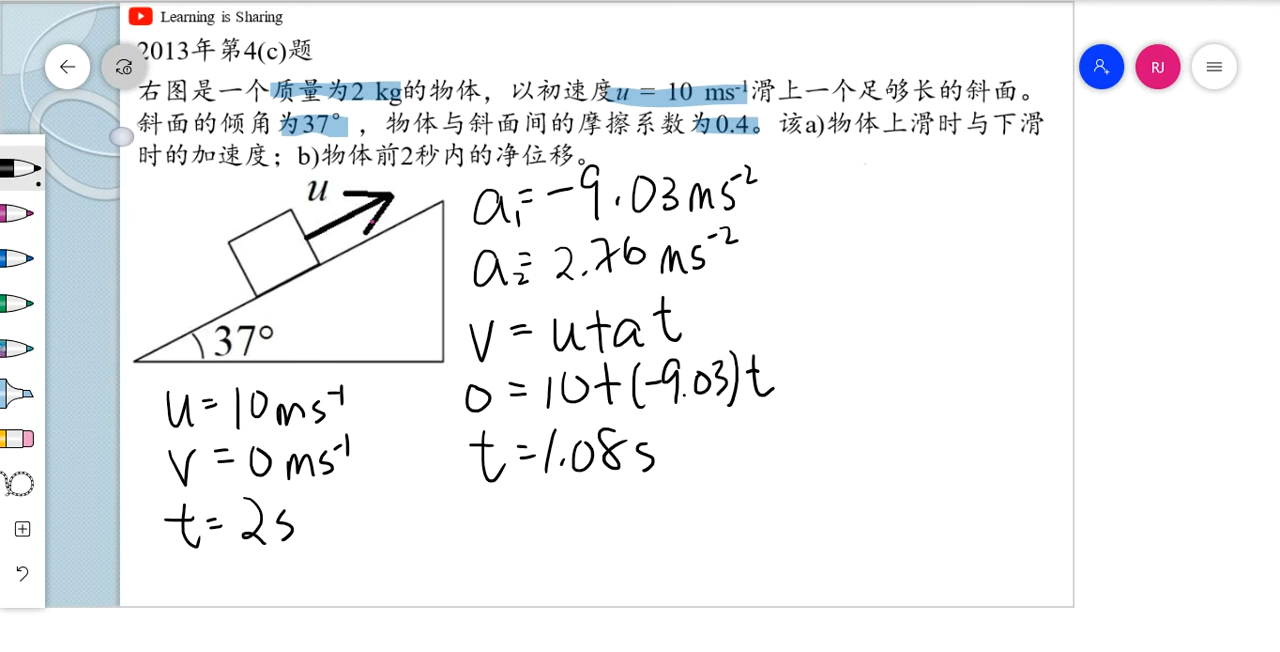 Learning is Sharing
2013年第4(c)题
右图是一个质量为2 kg的物体，以初速度u = 10 ms⁻¹滑上一个足够长的斜面。
斜面的倾角为37°，物体与斜面间的摩擦系数为0.4。该a)物体上滑时与下滑
时的加速度；b)物体前2秒内的净位移。
u
37°
u = 10 ms⁻¹
v = 0 ms⁻¹
t = 2s
a₁ = -9.03 ms⁻²
a₂ = 2.76 ms⁻²
v = u+at
0 = 10+(-9.03)t
t = 1.08s
RJ